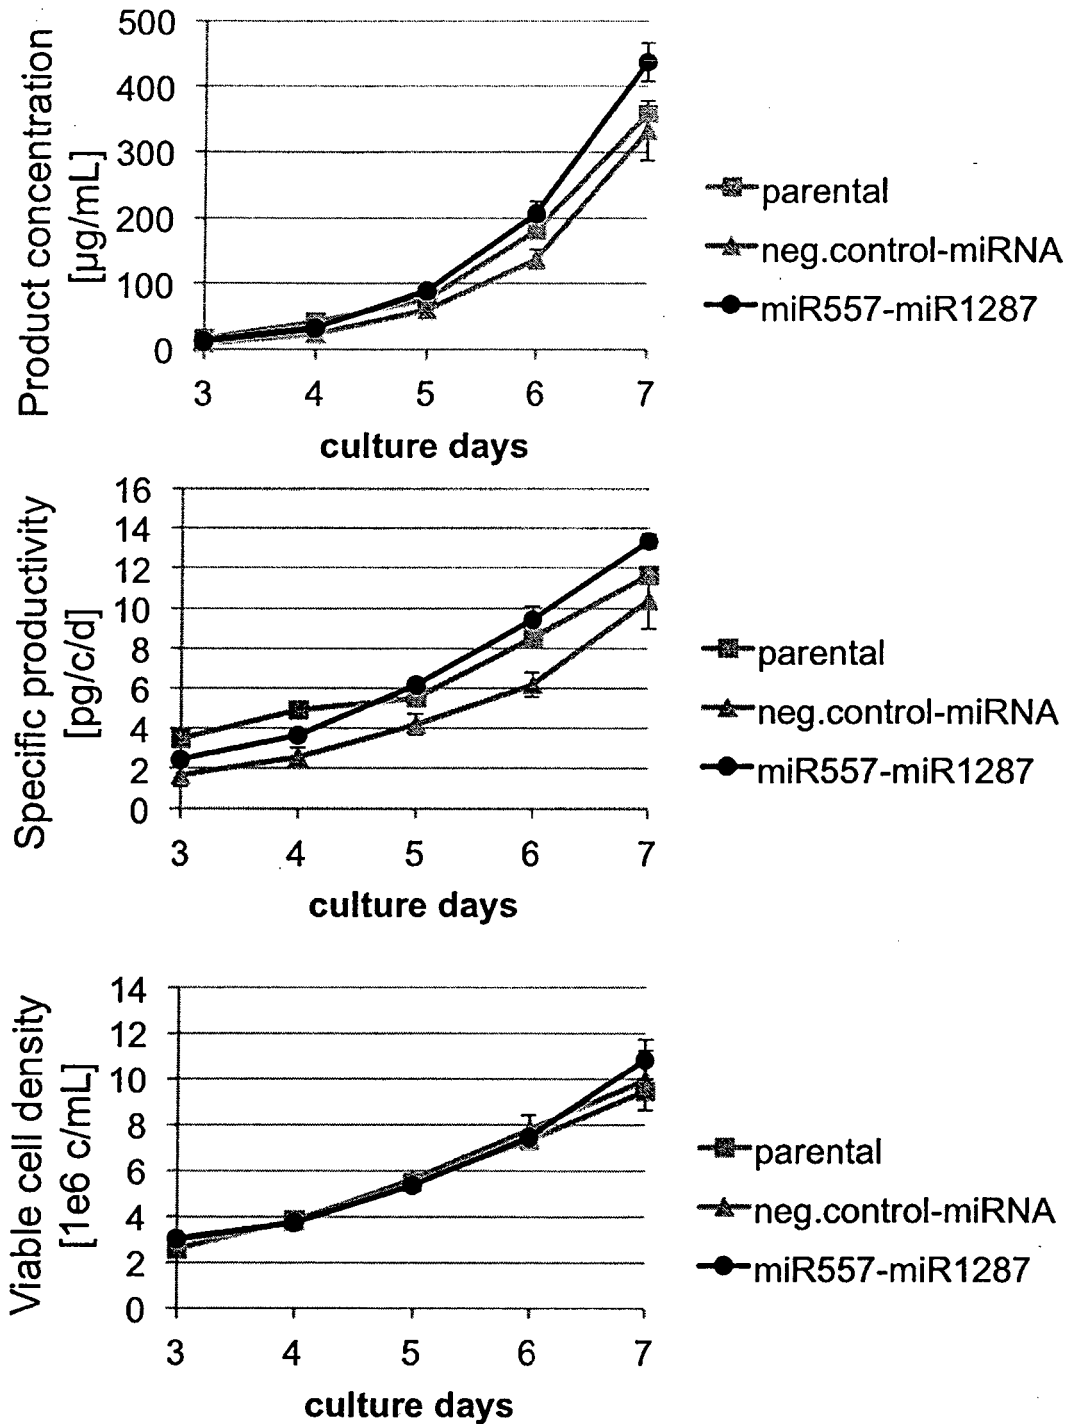 Product concentration
[µg/mL]
500
400
300
200
100
0
3 4 5 6 7
culture days
parental
neg.control-miRNA
miR557-miR1287
Specific productivity
[pg/c/d]
16
14
12
10
8
6
4
2
0
3 4 5 6 7
culture days
parental
neg.control-miRNA
miR557-miR1287
Viable cell density
[1e6 c/mL]
14
12
10
8
6
4
2
0
3 4 5 6 7
culture days
parental
neg.control-miRNA
miR557-miR1287